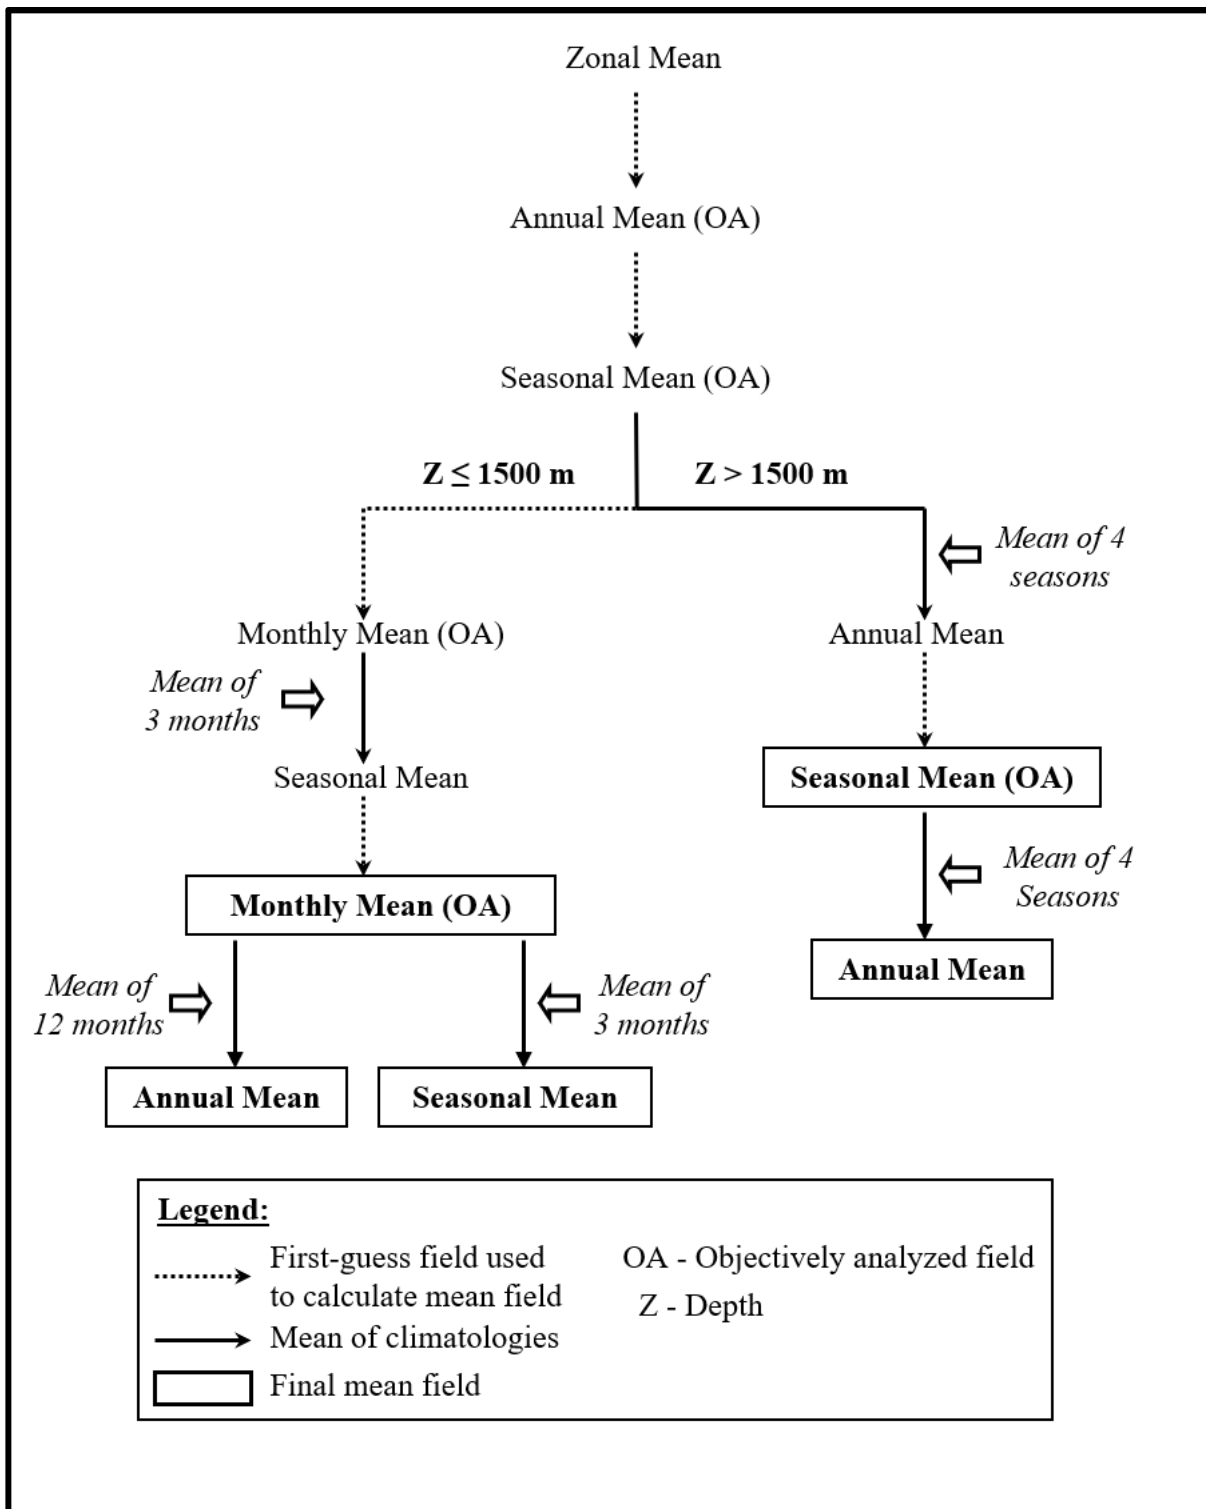 Zonal Mean
Annual Mean (OA)
Seasonal Mean (OA)
Z ≤ 1500 m
Z > 1500 m
Mean of 4
seasons
Monthly Mean (OA)
Annual Mean
Mean of
3 months
Seasonal Mean
Seasonal Mean (OA)
Mean of 4
Seasons
Monthly Mean (OA)
Annual Mean
Mean of
12 months
Mean of
3 months
Annual Mean
Seasonal Mean
Legend:
First-guess field used
to calculate mean field
Mean of climatologies
Final mean field
OA - Objectively analyzed field
Z - Depth